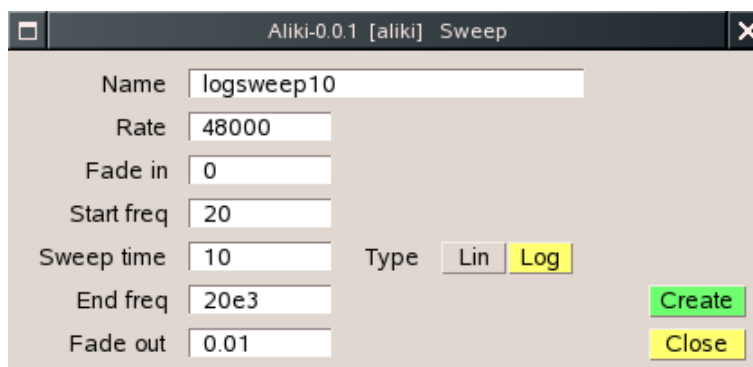 Aliki-0.0.1 [aliki] Sweep
Name logsweep10
Rate 48000
Fade in 0
Start freq 20
Sweep time 10 Type Lin Log
End freq 20e3 Create
Fade out 0.01 Close